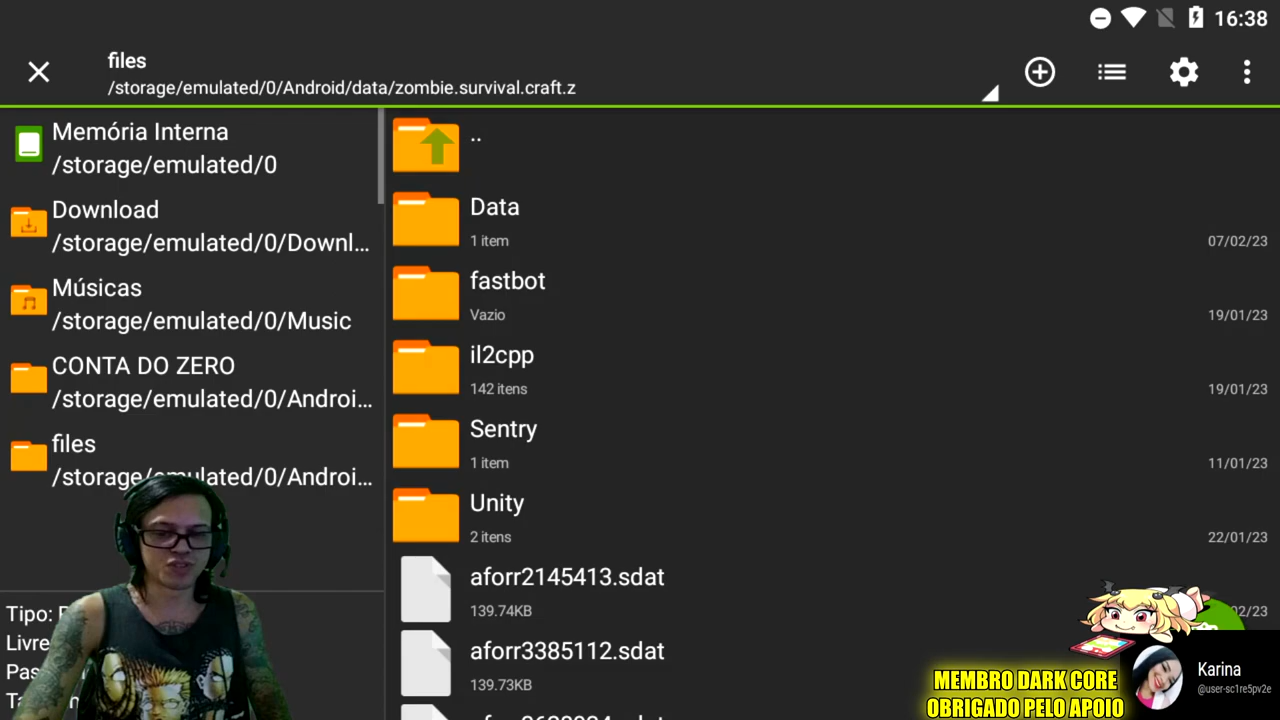 16:38
files
/storage/emulated/0/Android/data/zombie.survival.craft.z
Memória Interna
/storage/emulated/0
Download
/storage/emulated/0/Downl...
Músicas
/storage/emulated/0/Music
CONTA DO ZERO
/storage/emulated/0/Androi...
files
/storage/emulated/0/Androi...
Tipo:
Livre
..
Data
1 item
07/02/23
fastbot
Vazio
19/01/23
il2cpp
142 itens
19/01/23
Sentry
1 item
11/01/23
Unity
2 itens
22/01/23
aforr2145413.sdat
139.74KB
aforr3385112.sdat
139.73KB
MEMBRO DARK CORE
OBRIGADO PELO APOIO
Karina
@user-sc1re5pv2e